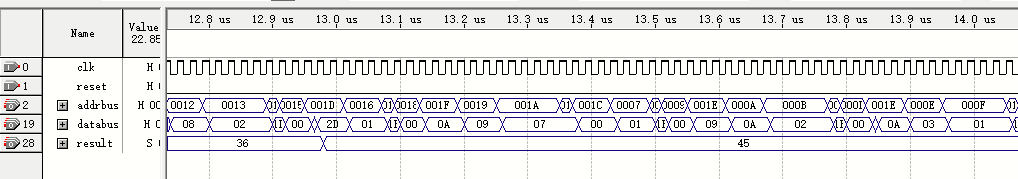 12.8 us 12.9 us 13.0 us 13.1 us 13.2 us 13.3 us 13.4 us 13.5 us 13.6 us 13.7 us 13.8 us 13.9 us 14.0 us
Name Value
22.85
0 clk H
1 reset H
2 addrbus H 0012 0013 001D 0016 001F 0019 001A 001C 0007 001E 000A 000B 001E 000E 000F
19 databus H 08 02 00 2D 01 00 0A 09 07 00 01 00 09 0A 02 00 0A 03 01
28 result S 36 45